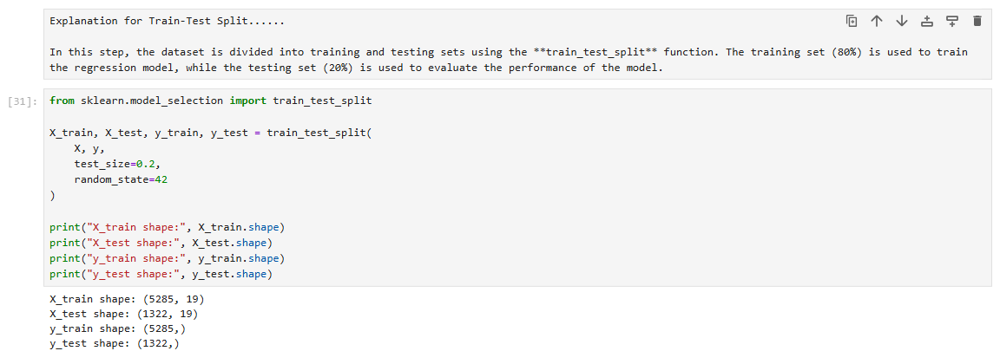 Explanation for Train-Test Split......
In this step, the dataset is divided into training and testing sets using the **train_test_split** function. The training set (80%) is used to train
the regression model, while the testing set (20%) is used to evaluate the performance of the model.
[31]:
from sklearn.model_selection import train_test_split
X_train, X_test, y_train, y_test = train_test_split(
    X, y,
    test_size=0.2,
    random_state=42
)
print("X_train shape:", X_train.shape)
print("X_test shape:", X_test.shape)
print("y_train shape:", y_train.shape)
print("y_test shape:", y_test.shape)
X_train shape: (5285, 19)
X_test shape: (1322, 19)
y_train shape: (5285,)
y_test shape: (1322,)